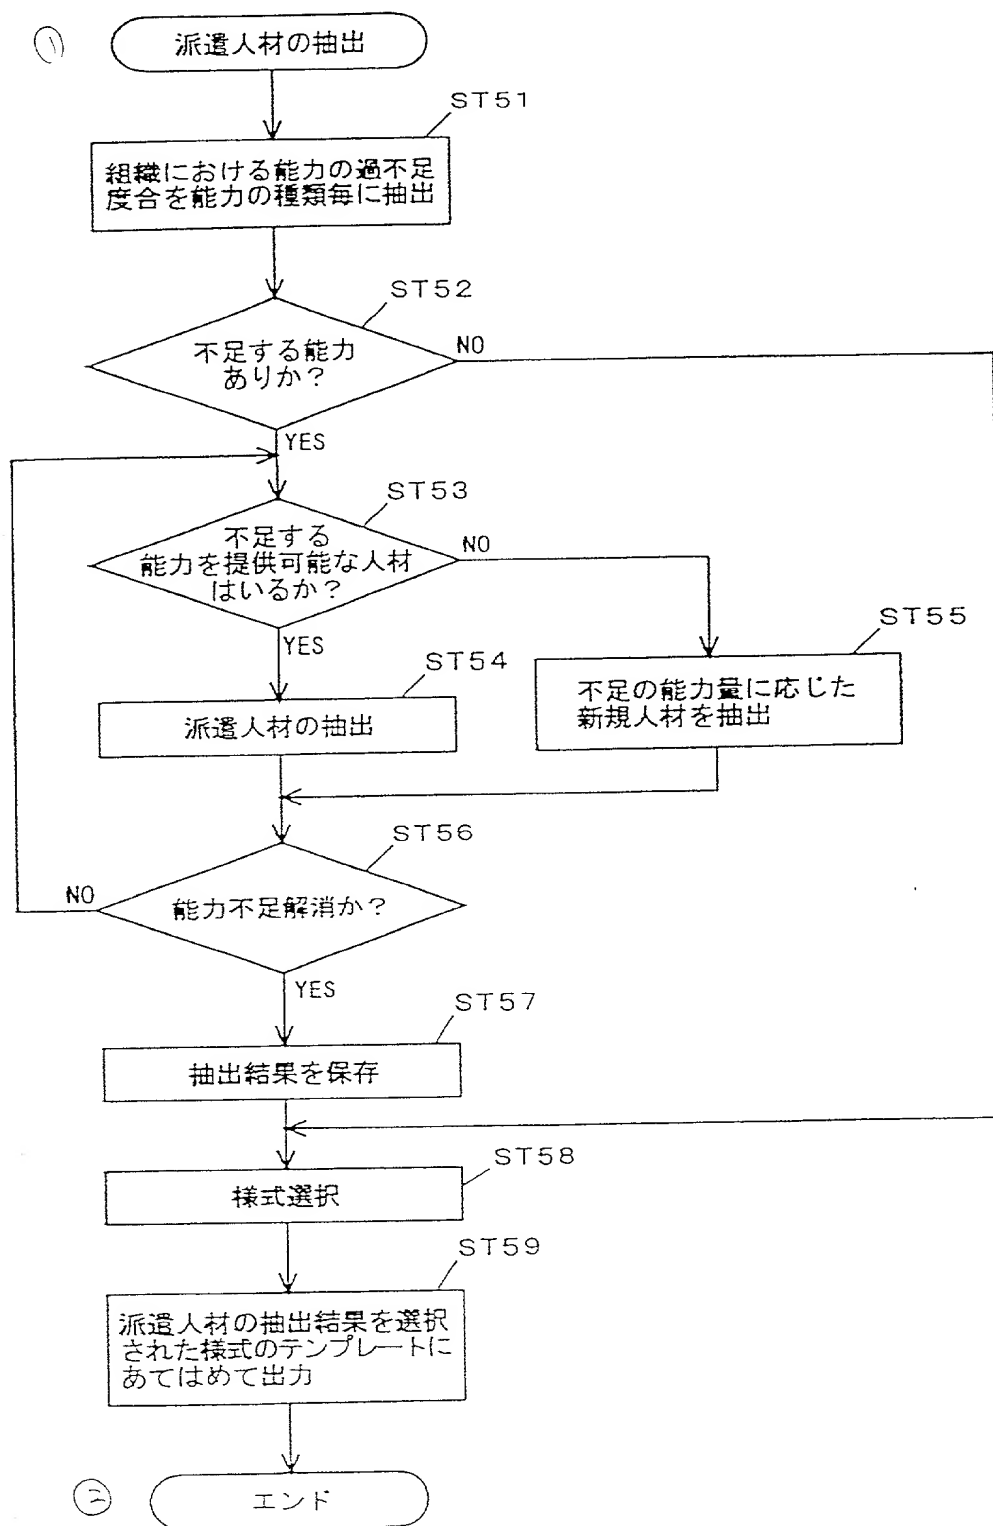 ①
派遣人材の抽出
ST51
組織における能力の過不足
度合を能力の種類毎に抽出
ST52
不足する能力
ありか？
NO
YES
ST53
不足する
能力を提供可能な人材
はいるか？
NO
YES
ST54
派遣人材の抽出
ST55
不足の能力量に応じた
新規人材を抽出
ST56
能力不足解消か？
NO
YES
ST57
抽出結果を保存
ST58
様式選択
ST59
派遣人材の抽出結果を選択
された様式のテンプレートに
あてはめて出力
エンド